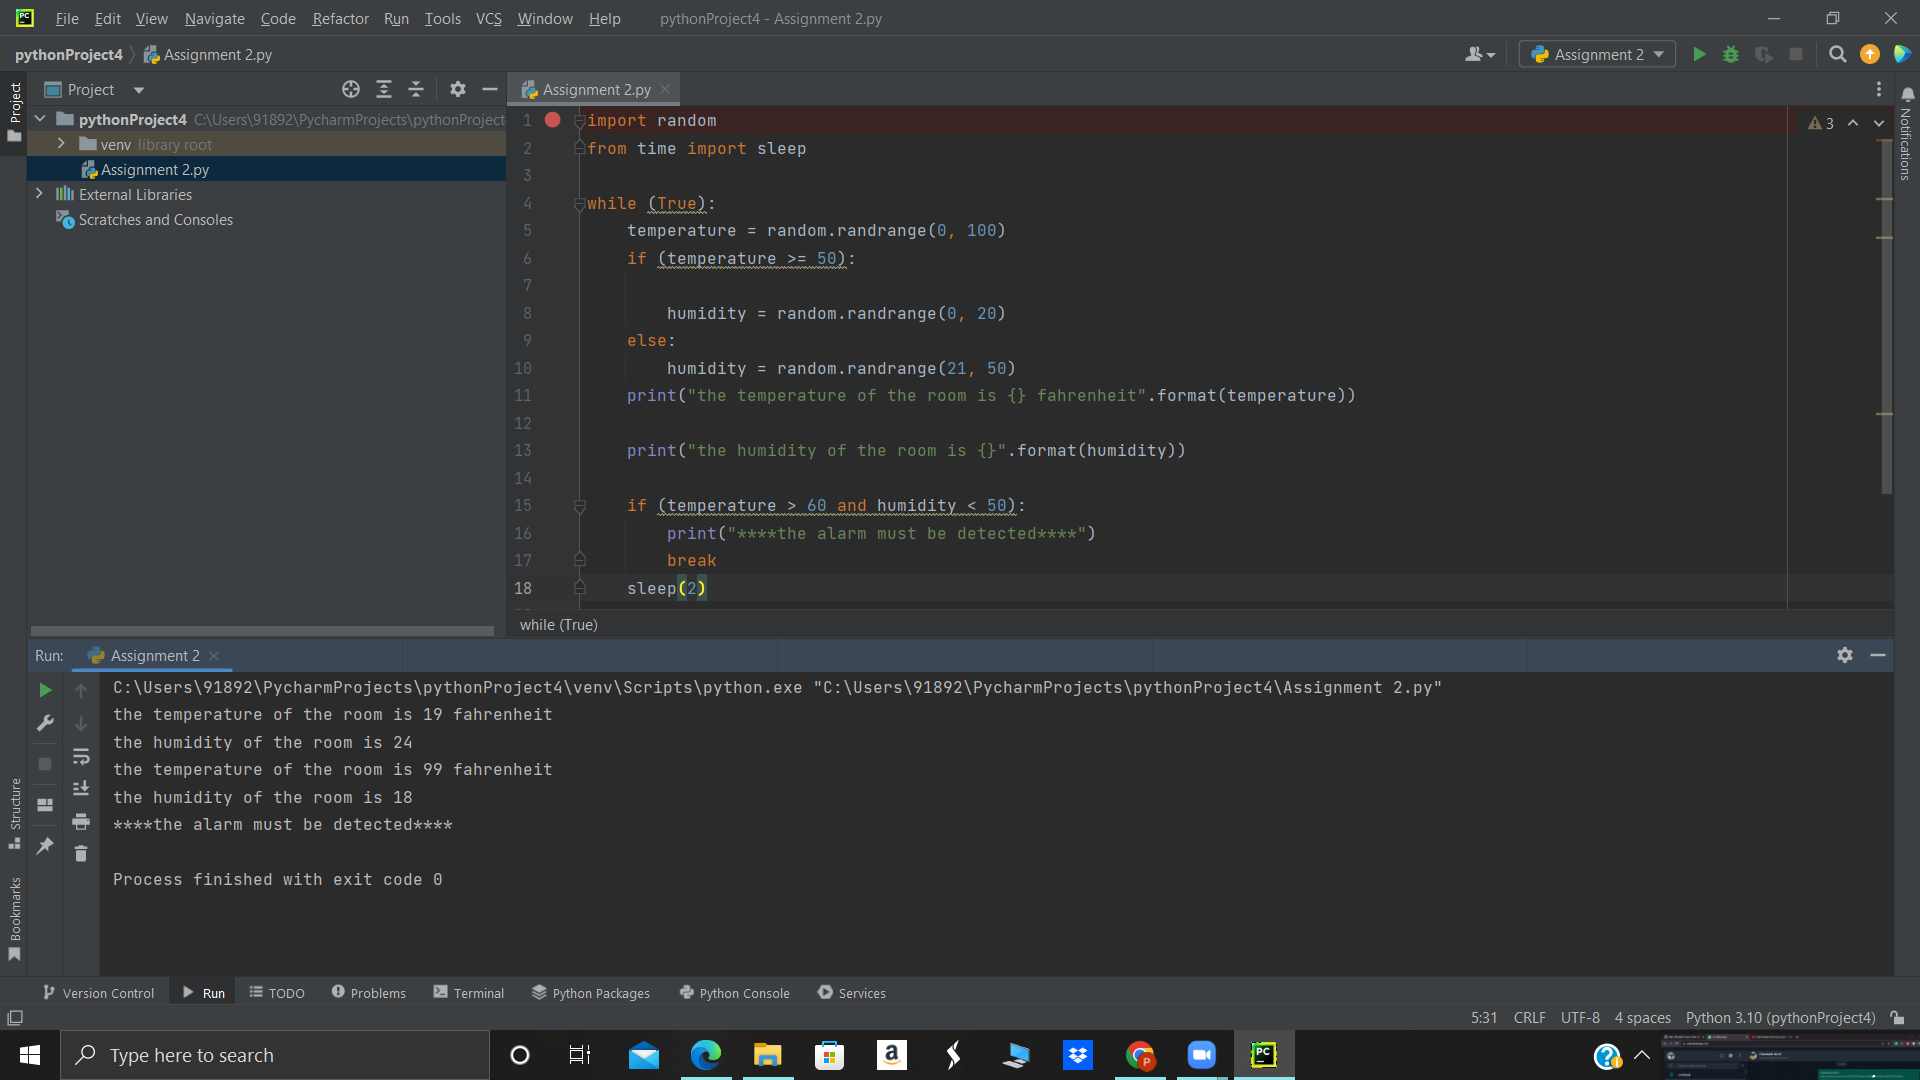 PC File Edit View Navigate Code Refactor Run Tools VCS Window Help pythonProject4 - Assignment 2.py
pythonProject4 Assignment 2.py Assignment 2
Project Assignment 2.py
Project
pythonProject4 C:\Users\91892\PycharmProjects\pythonProject
venv library root
Assignment 2.py
External Libraries
Scratches and Consoles
1 import random
3
2 from time import sleep
3
4 while (True):
5 temperature = random.randrange(0, 100)
6 if (temperature >= 50):
7
8 humidity = random.randrange(0, 20)
9 else:
10 humidity = random.randrange(21, 50)
11 print("the temperature of the room is {} fahrenheit".format(temperature))
12
13 print("the humidity of the room is {}".format(humidity))
14
15 if (temperature > 60 and humidity < 50):
16 print("****the alarm must be detected****")
17 break
18 sleep(2)
while (True)
Notifications
Run: Assignment 2
C:\Users\91892\PycharmProjects\pythonProject4\venv\Scripts\python.exe "C:\Users\91892\PycharmProjects\pythonProject4\Assignment 2.py"
the temperature of the room is 19 fahrenheit
the humidity of the room is 24
the temperature of the room is 99 fahrenheit
the humidity of the room is 18
****the alarm must be detected****
Process finished with exit code 0
Structure
Bookmarks
Version Control Run TODO Problems Terminal Python Packages Python Console Services
5:31 CRLF UTF-8 4 spaces Python 3.10 (pythonProject4)
Type here to search